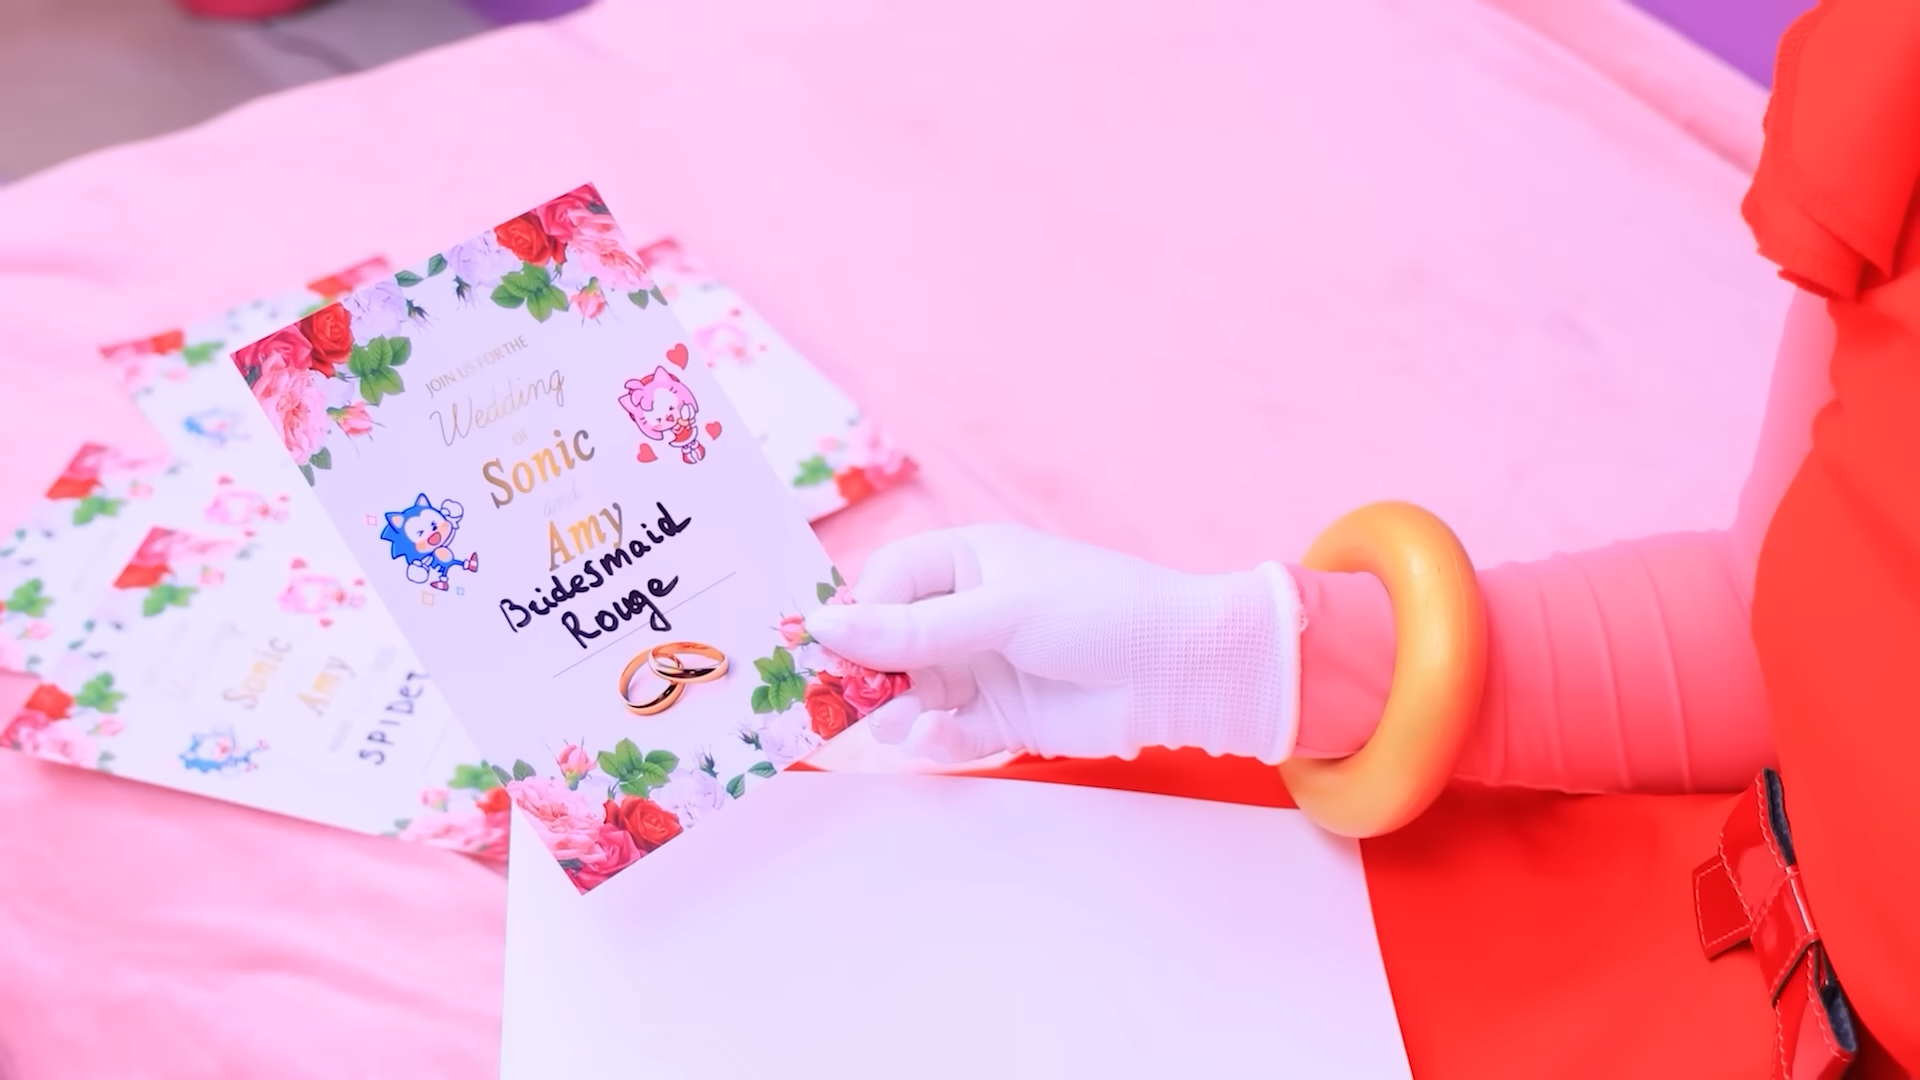 JOIN US FOR THE
Wedding
OF
Sonic
and
Amy
Bridesmaid
Rouge
Sonic
Amy
SPIDER